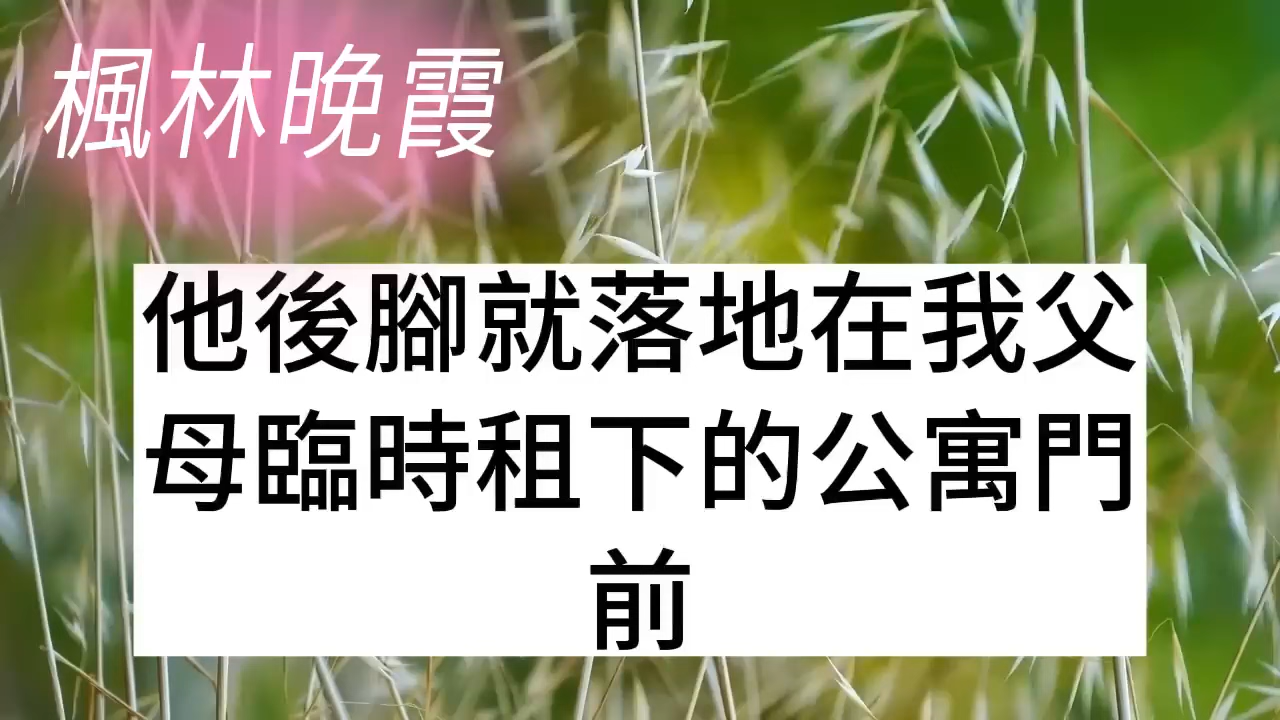 楓林晚霞
他後腳就落地在我父
母臨時租下的公寓門
前